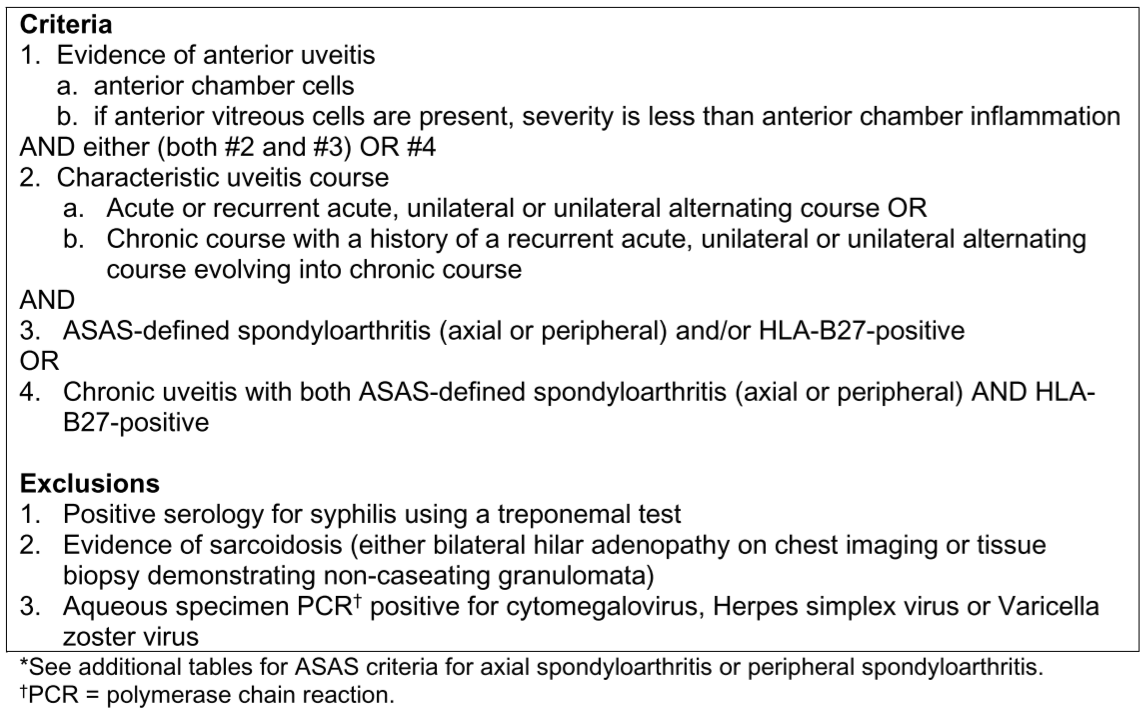 Criteria
1. Evidence of anterior uveitis
a. anterior chamber cells
b. if anterior vitreous cells are present, severity is less than anterior chamber inflammation
AND either (both #2 and #3) OR #4
2. Characteristic uveitis course
a. Acute or recurrent acute, unilateral or unilateral alternating course OR
b. Chronic course with a history of a recurrent acute, unilateral or unilateral alternating
course evolving into chronic course
AND
3. ASAS-defined spondyloarthritis (axial or peripheral) and/or HLA-B27-positive
OR
4. Chronic uveitis with both ASAS-defined spondyloarthritis (axial or peripheral) AND HLA-
B27-positive
Exclusions
1. Positive serology for syphilis using a treponemal test
2. Evidence of sarcoidosis (either bilateral hilar adenopathy on chest imaging or tissue
biopsy demonstrating non-caseating granulomata)
3. Aqueous specimen PCR† positive for cytomegalovirus, Herpes simplex virus or Varicella
zoster virus
*See additional tables for ASAS criteria for axial spondyloarthritis or peripheral spondyloarthritis.
†PCR = polymerase chain reaction.